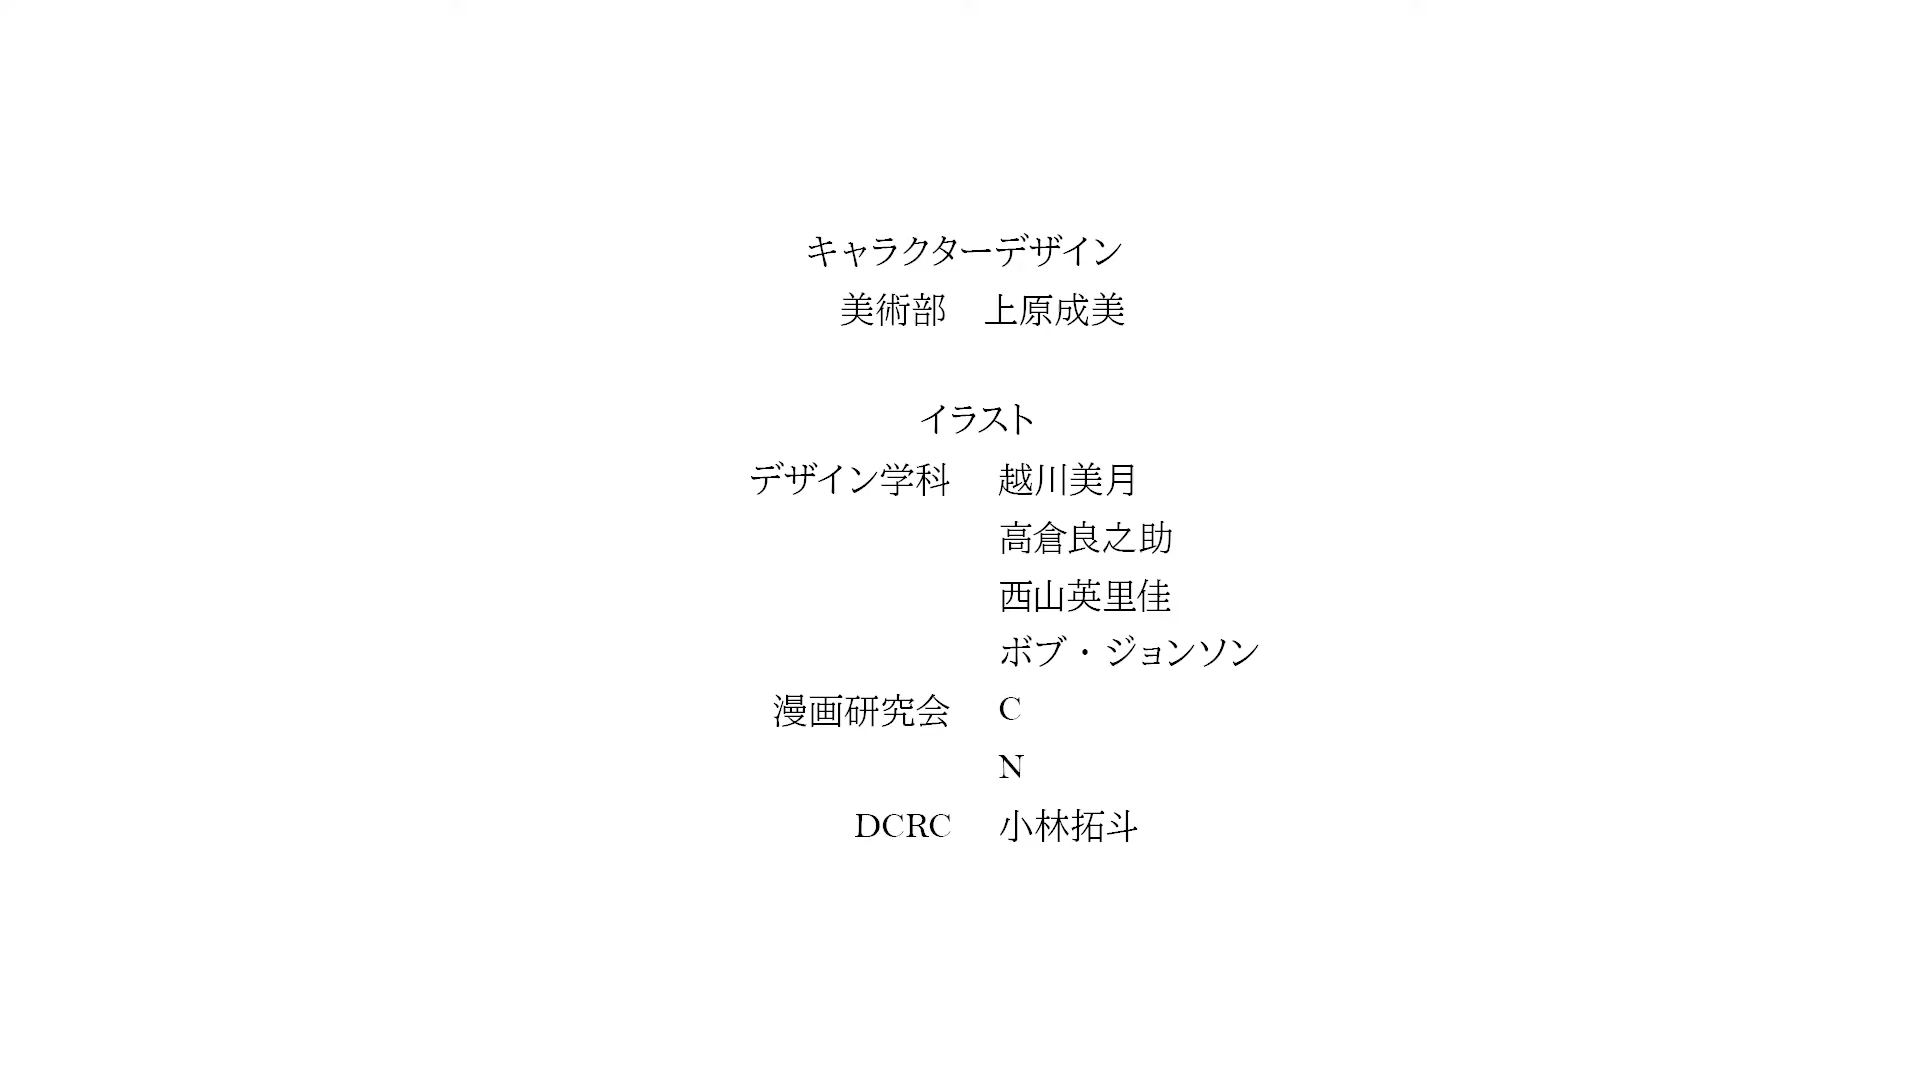 キャラクターデザイン
美術部　上原成美
イラスト
デザイン学科　越川美月
高倉良之助
西山英里佳
ボブ・ジョンソン
漫画研究会　C
N
DCRC　小林拓斗